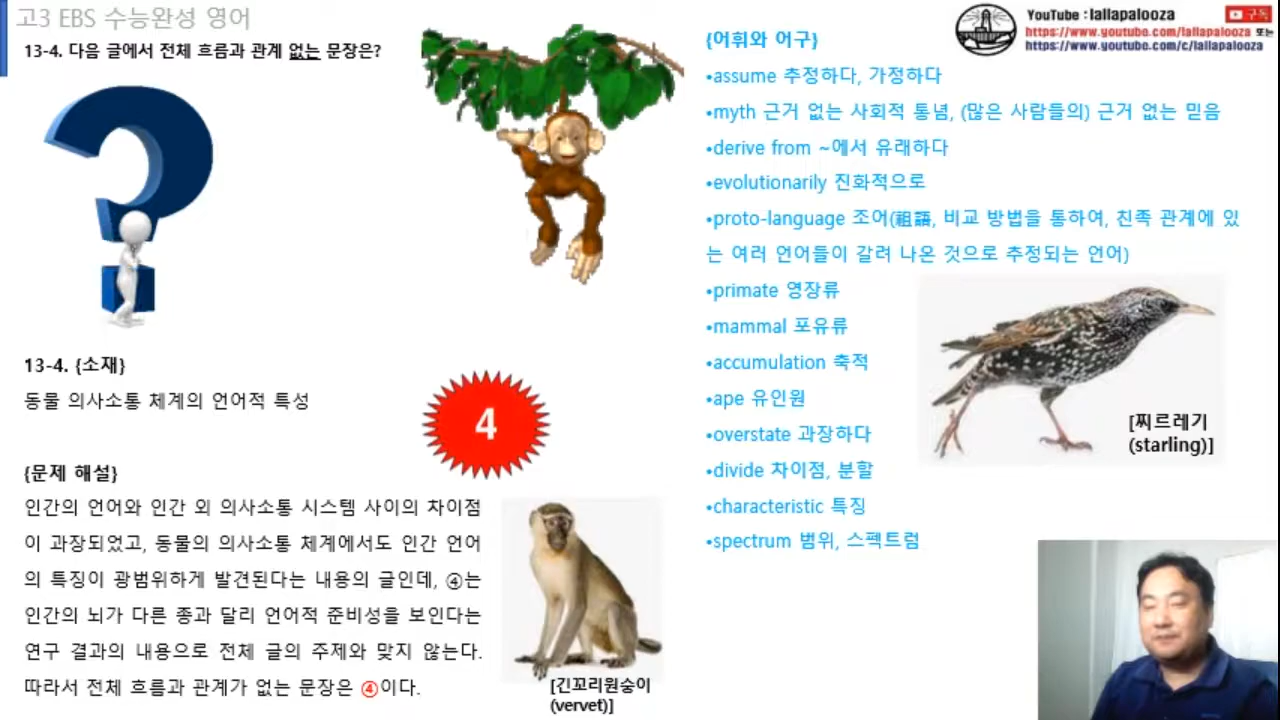 고3 EBS 수능완성 영어
13-4. 다음 글에서 전체 흐름과 관계 없는 문장은?
13-4. {소재}
동물 의사소통 체계의 언어적 특성
4
{문제 해설}
인간의 언어와 인간 외 의사소통 시스템 사이의 차이점
이 과장되었고, 동물의 의사소통 체계에서도 인간 언어
의 특징이 광범위하게 발견된다는 내용의 글인데, ④는
인간의 뇌가 다른 종과 달리 언어적 준비성을 보인다는
연구 결과의 내용으로 전체 글의 주제와 맞지 않는다.
따라서 전체 흐름과 관계가 없는 문장은 ④이다.
[긴꼬리원숭이
(vervet)]
YouTube : lallapalooza
구독
https://www.youtube.com/lallapalooza 또는
https://www.youtube.com/c/lallapalooza
{어휘와 어구}
•assume 추정하다, 가정하다
•myth 근거 없는 사회적 통념, (많은 사람들의) 근거 없는 믿음
•derive from ~에서 유래하다
•evolutionarily 진화적으로
•proto-language 조어(祖語, 비교 방법을 통하여, 친족 관계에 있
는 여러 언어들이 갈려 나온 것으로 추정되는 언어)
•primate 영장류
•mammal 포유류
•accumulation 축적
•ape 유인원
•overstate 과장하다
•divide 차이점, 분할
•characteristic 특징
•spectrum 범위, 스펙트럼
[찌르레기
(starling)]